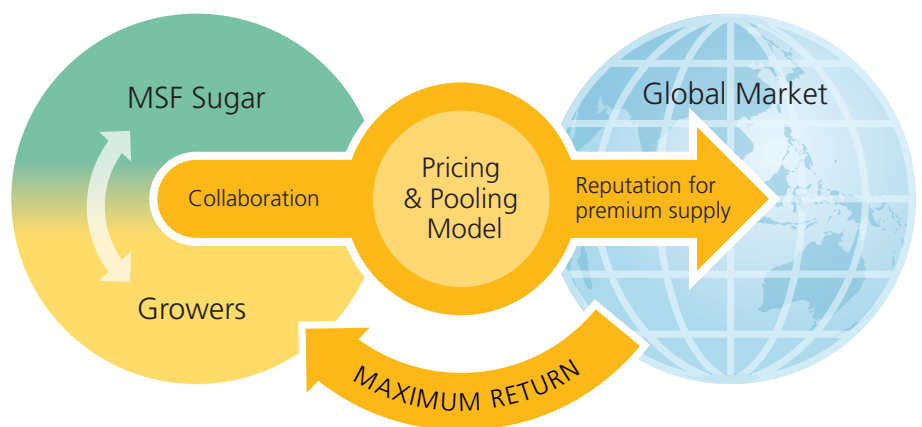 MSF Sugar
Growers
Collaboration
Pricing
& Pooling
Model
Global Market
Reputation for
premium supply
MAXIMUM RETURN